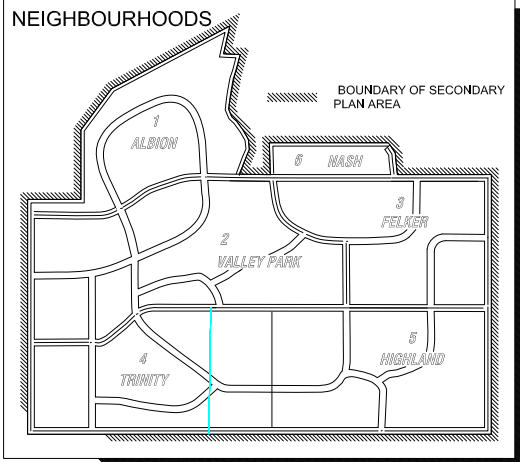 NEIGHBOURHOODS
BOUNDARY OF SECONDARY
PLAN AREA
1
ALBION
6 NASH
3
FELKER
2
VALLEY PARK
5
HIGHLAND
4
TRINITY